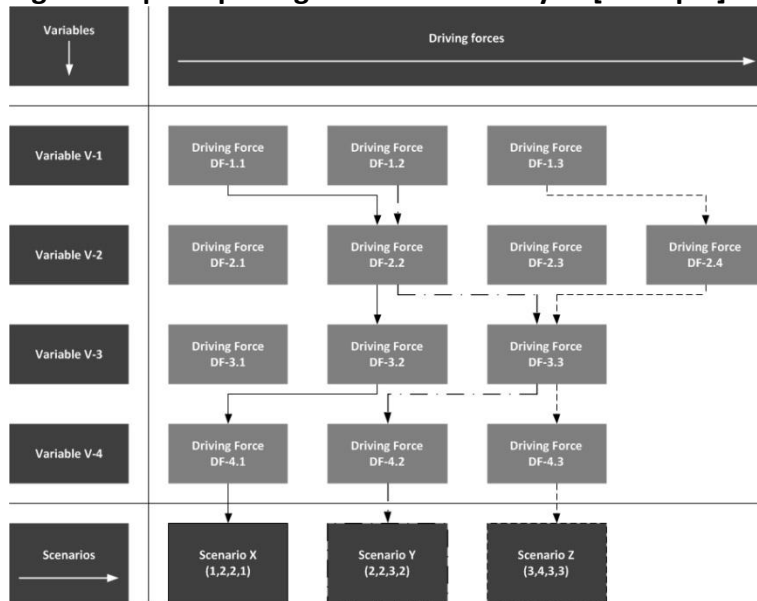 Variables
Driving forces
Variable V-1
Driving Force
DF-1.1
Driving Force
DF-1.2
Driving Force
DF-1.3
Variable V-2
Driving Force
DF-2.1
Driving Force
DF-2.2
Driving Force
DF-2.3
Driving Force
DF-2.4
Variable V-3
Driving Force
DF-3.1
Driving Force
DF-3.2
Driving Force
DF-3.3
Variable V-4
Driving Force
DF-4.1
Driving Force
DF-4.2
Driving Force
DF-4.3
Scenarios
Scenario X
(1,2,2,1)
Scenario Y
(2,2,3,2)
Scenario Z
(3,4,3,3)